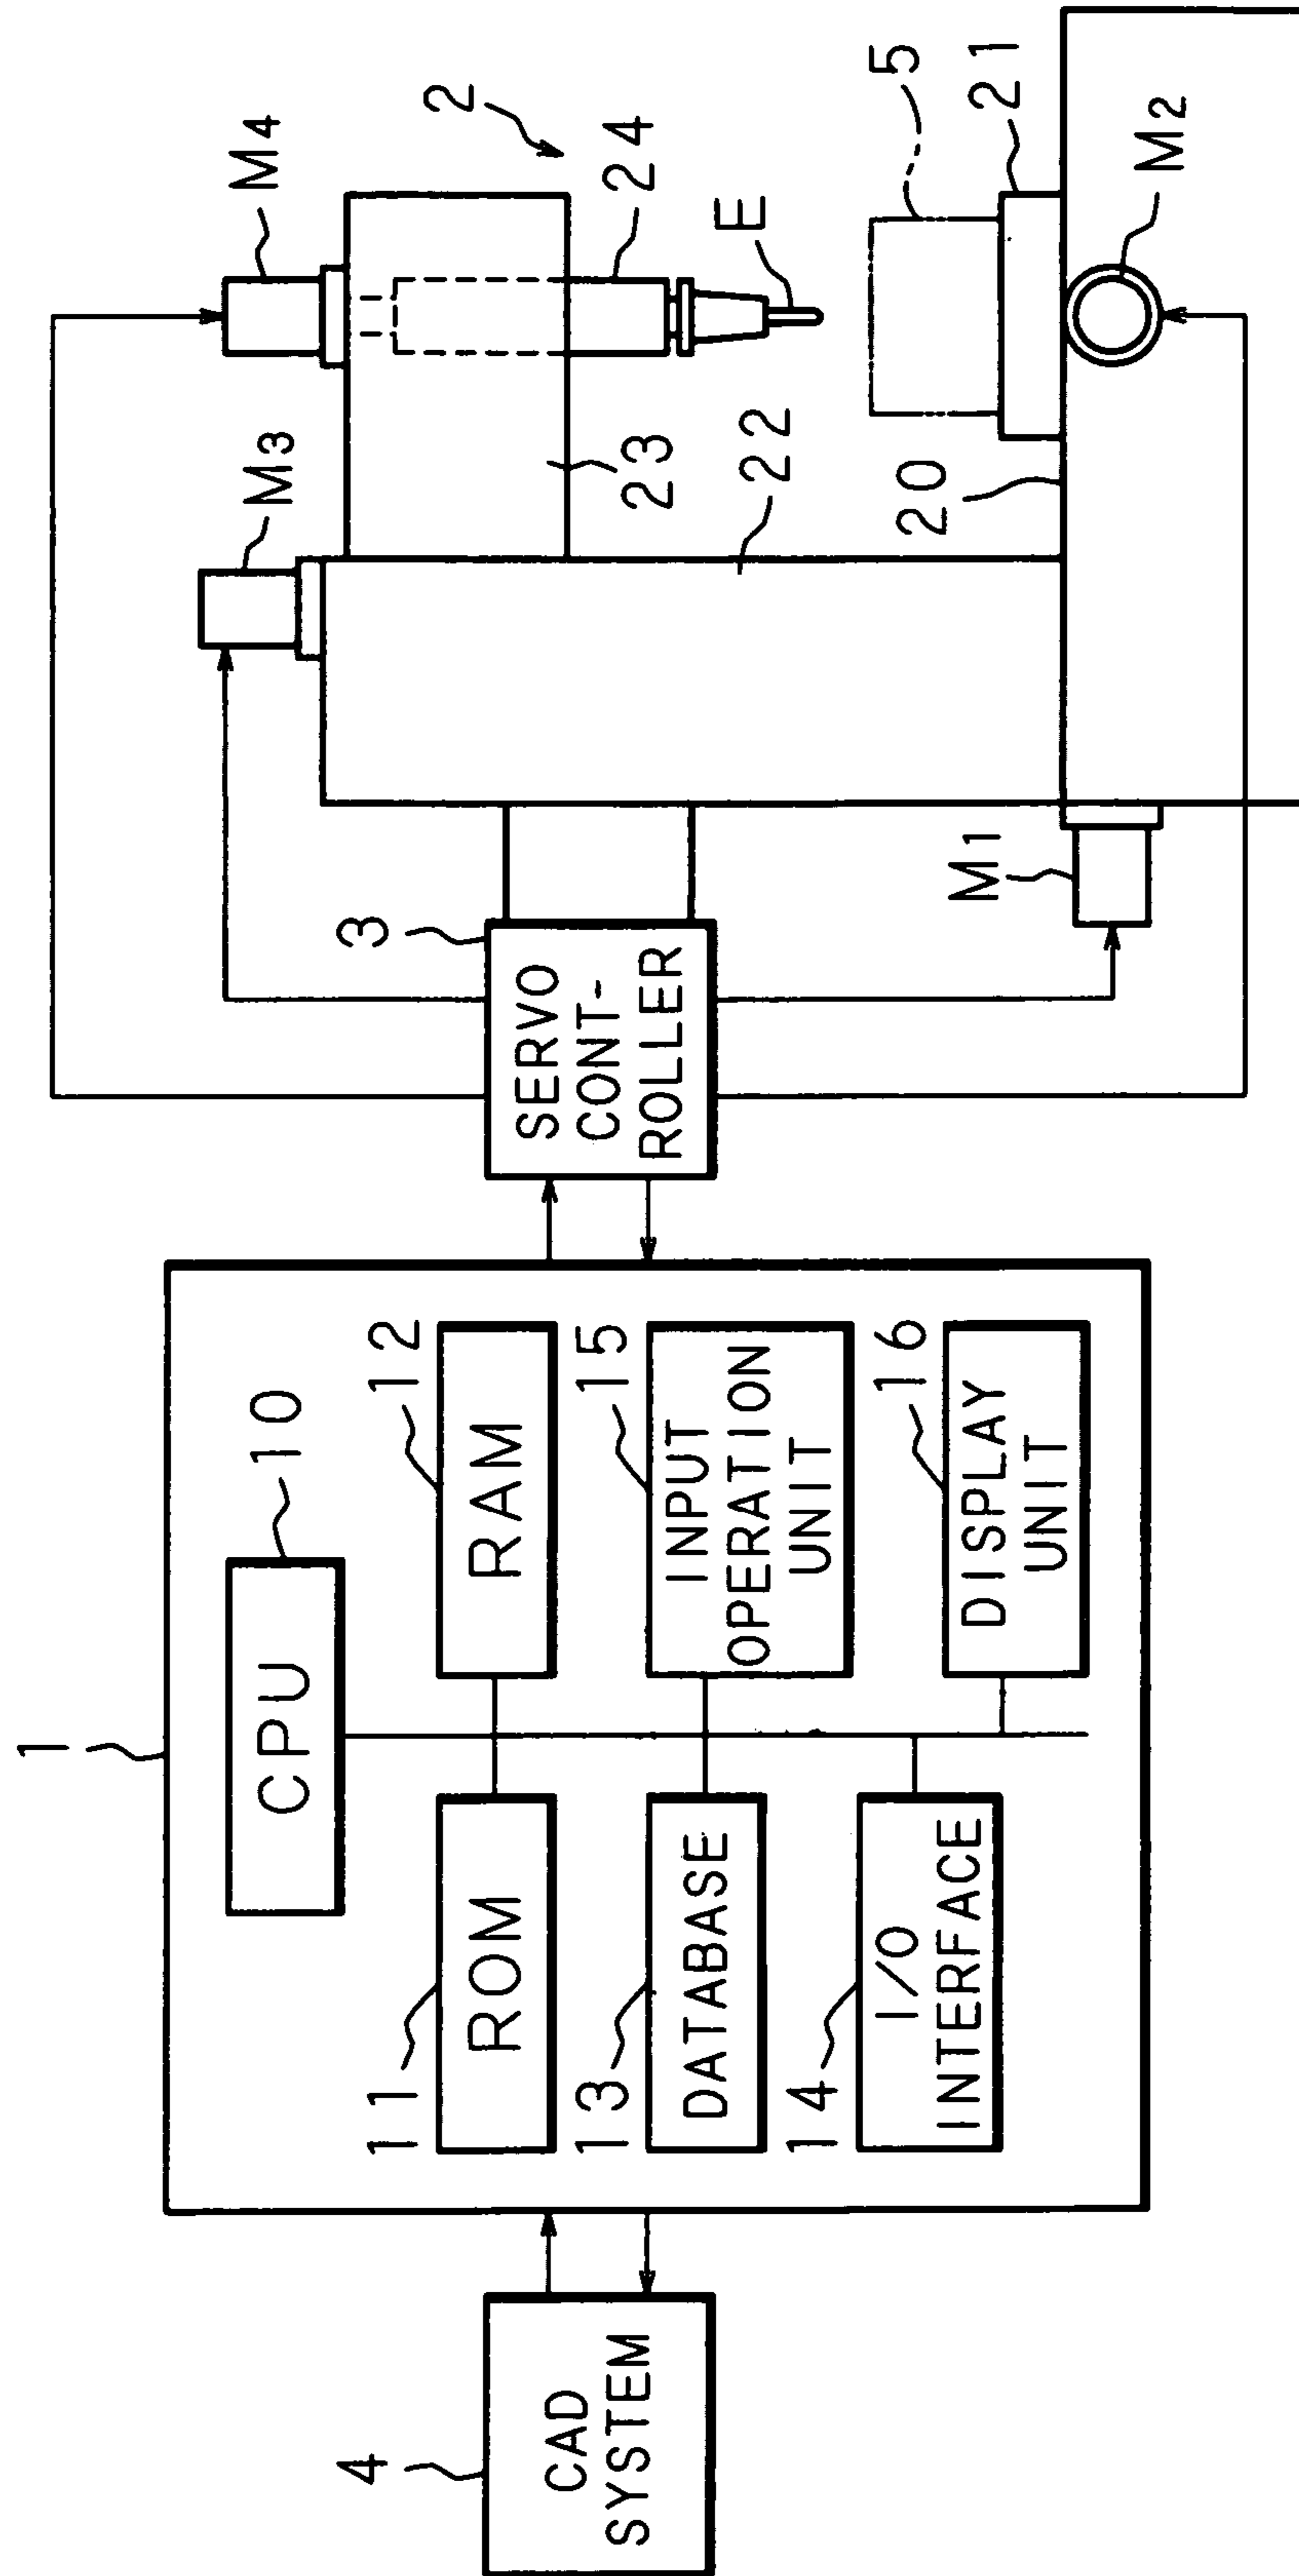 1
CPU
10
11
ROM
12
RAM
13
DATABASE
15
INPUT
OPERATION
UNIT
14
I/O
INTERFACE
16
DISPLAY
UNIT
4
CAD
SYSTEM
3
SERVO
CONT-
ROLLER
M4
M3
2
24
E
23
22
5
21
20
M1
M2